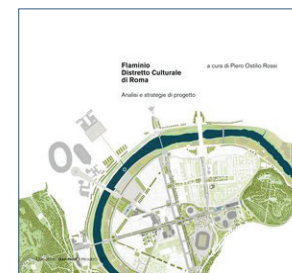 Flaminio
Distretto Culturale
di Roma
a cura di Piero Ostilio Rossi
Analisi e strategie di progetto